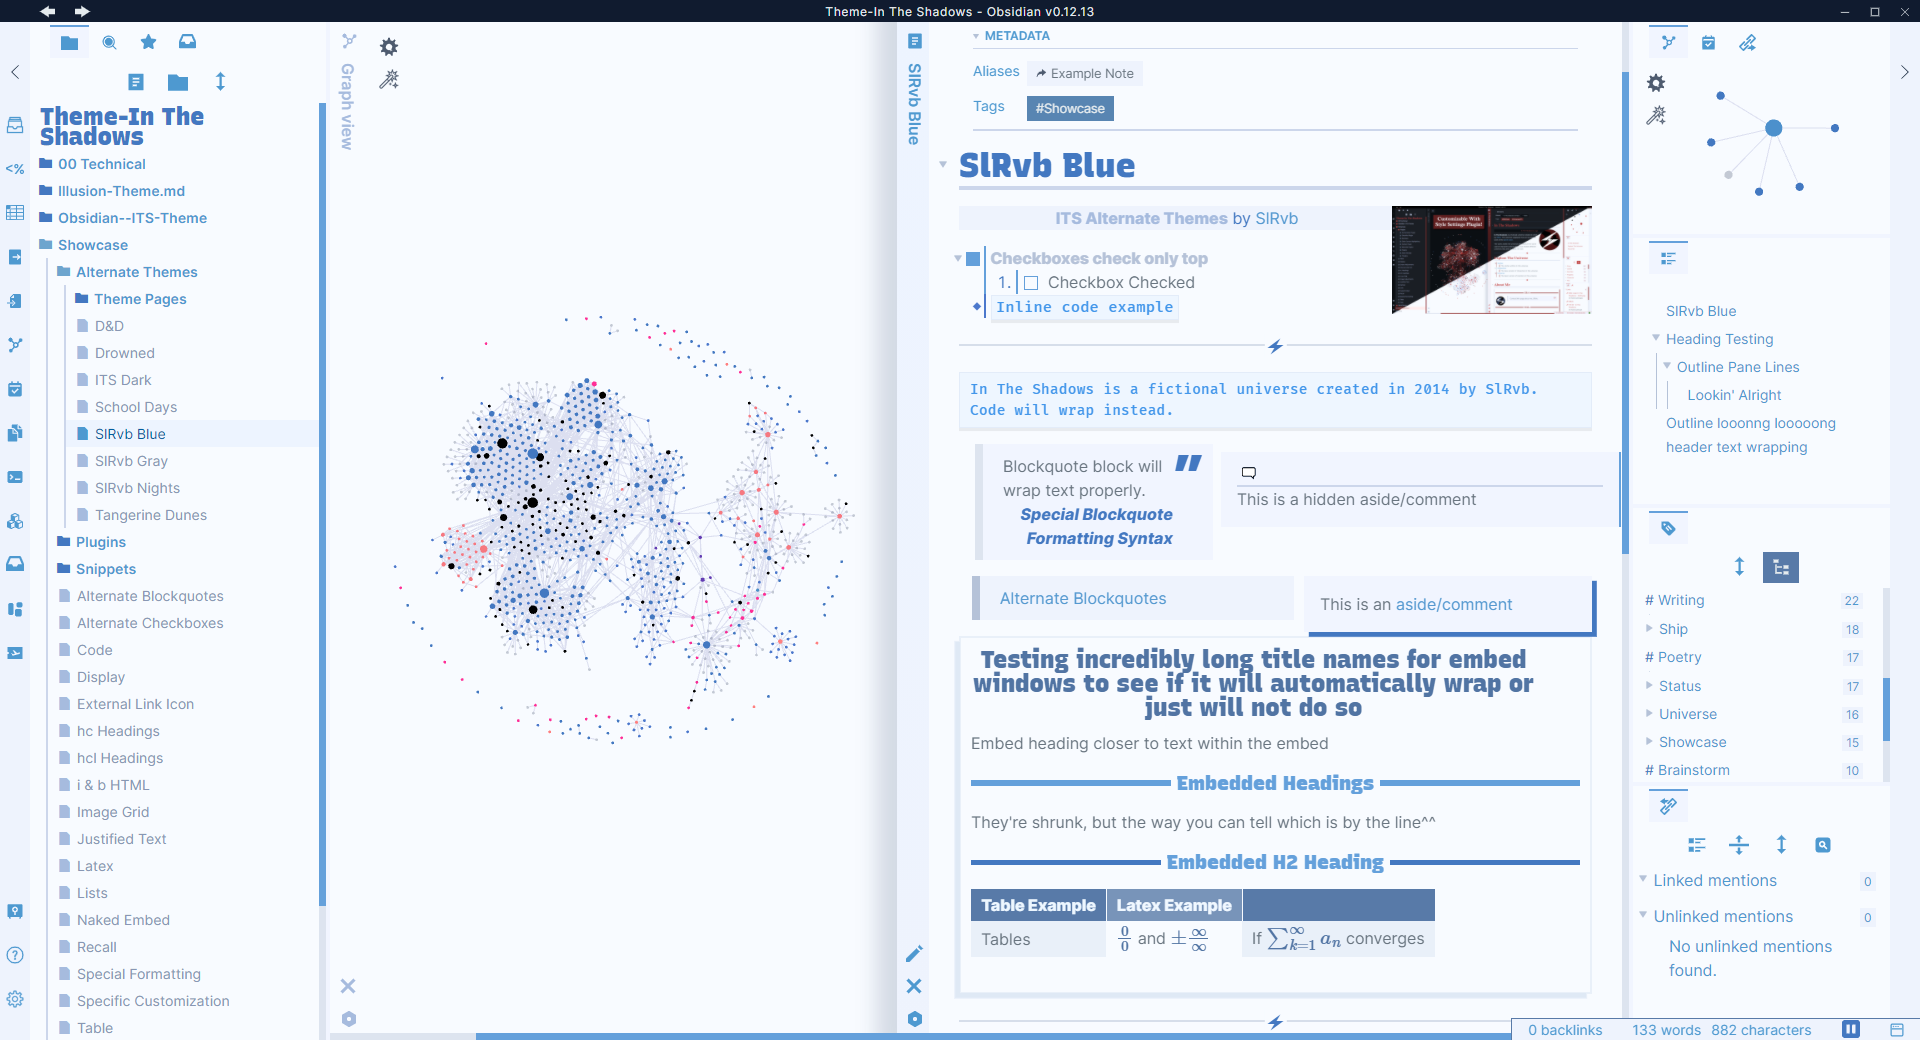 Theme-In The Shadows - Obsidian v0.12.13
Theme-In The
Shadows
00 Technical
Illusion-Theme.md
Obsidian--ITS-Theme
Showcase
Alternate Themes
Theme Pages
D&D
Drowned
ITS Dark
School Days
SlRvb Blue
SlRvb Gray
SlRvb Nights
Tangerine Dunes
Plugins
Snippets
Alternate Blockquotes
Alternate Checkboxes
Code
Display
External Link Icon
hc Headings
hcl Headings
i & b HTML
Image Grid
Justified Text
Latex
Lists
Naked Embed
Recall
Special Formatting
Specific Customization
Table
<%
Graph view
SlRvb Blue
METADATA
Aliases Example Note
Tags #Showcase
SlRvb Blue
ITS Alternate Themes by SlRvb
Customizable With
Style Settings Plugin!
Checkboxes check only top
1. Checkbox Checked
Inline code example
In The Shadows is a fictional universe created in 2014 by SlRvb.
Code will wrap instead.
Blockquote block will
wrap text properly.
Special Blockquote
Formatting Syntax
This is a hidden aside/comment
Alternate Blockquotes
This is an aside/comment
Testing incredibly long title names for embed
windows to see if it will automatically wrap or
just will not do so
Embed heading closer to text within the embed
Embedded Headings
They're shrunk, but the way you can tell which is by the line^^
Embedded H2 Heading
Table Example Latex Example
Tables 0/0 and ±∞/∞ If ∑_{k=1}^∞ a_n converges
SlRvb Blue
Heading Testing
Outline Pane Lines
Lookin' Alright
Outline looonng looooong
header text wrapping
# Writing 22
Ship 18
# Poetry 17
Status 17
Universe 16
Showcase 15
# Brainstorm 10
Linked mentions 0
Unlinked mentions 0
No unlinked mentions
found.
0 backlinks 133 words 882 characters